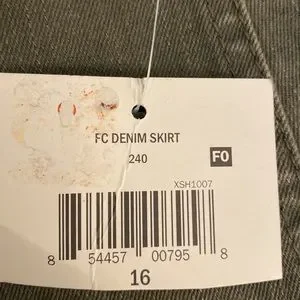 FC DENIM SKIRT
240
F0
XSH1007
8 54457 00795 8
16